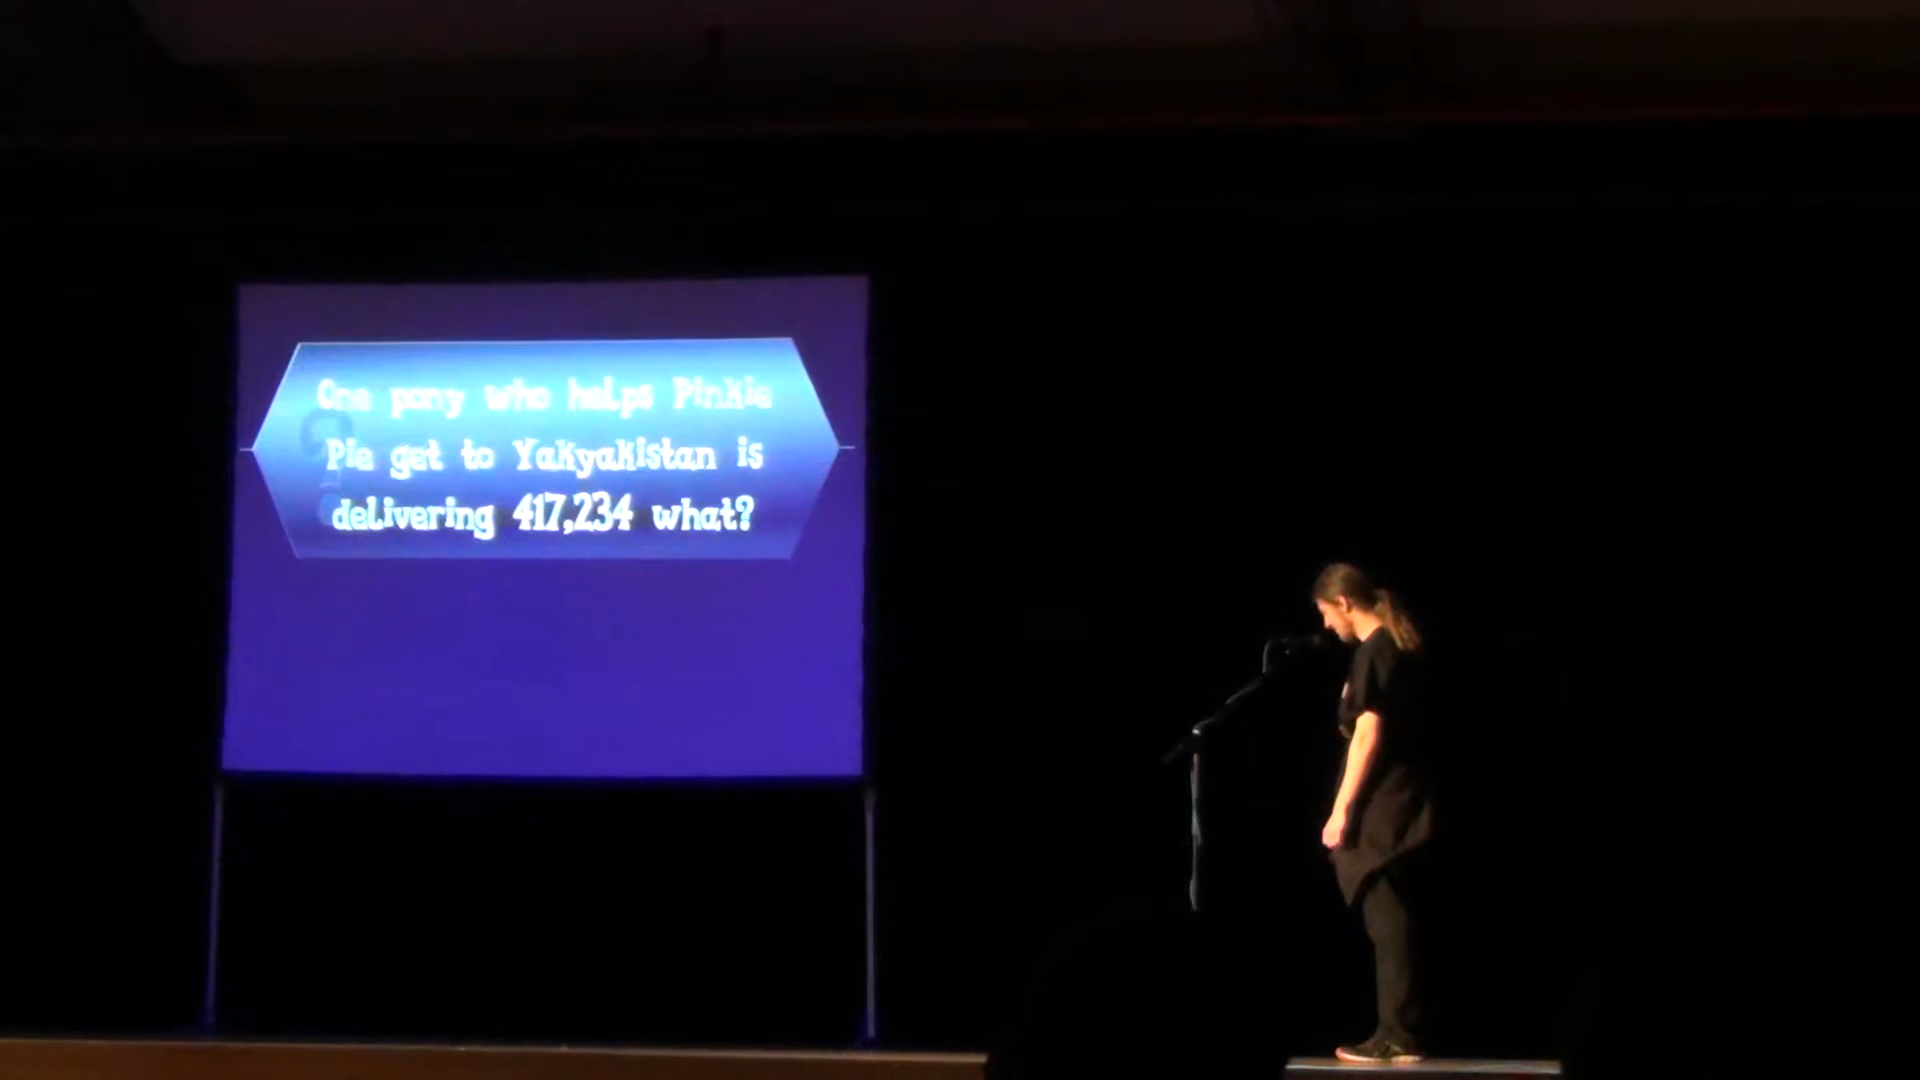 One pony who helps Pinkie
Pie get to Yakyakistan is
delivering 417,234 what?